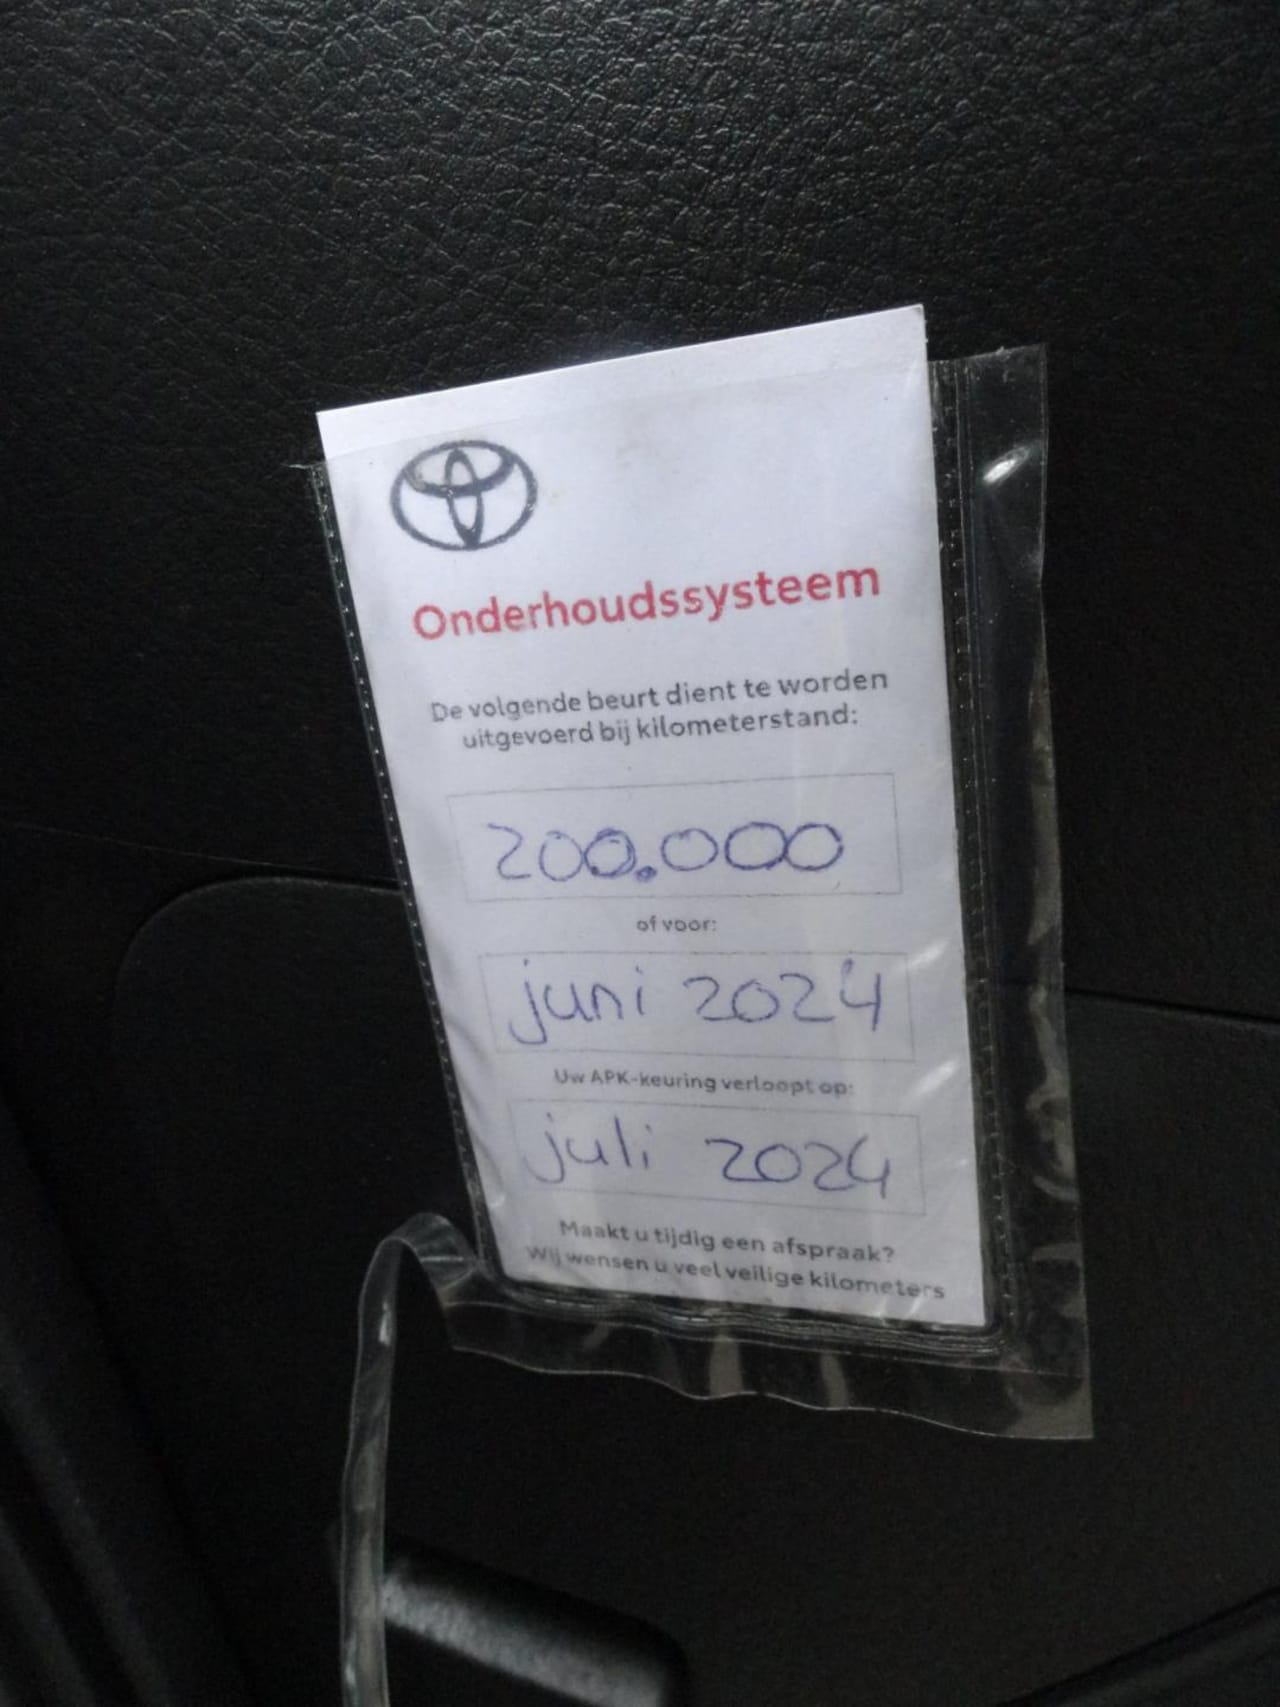 Onderhoudssysteem
De volgende beurt dient te worden
uitgevoerd bij kilometerstand:
200.000
of voor:
juni 2024
Uw APK-keuring verloopt op:
juli 2024
Maakt u tijdig een afspraak?
Wij wensen u veel veilige kilometers